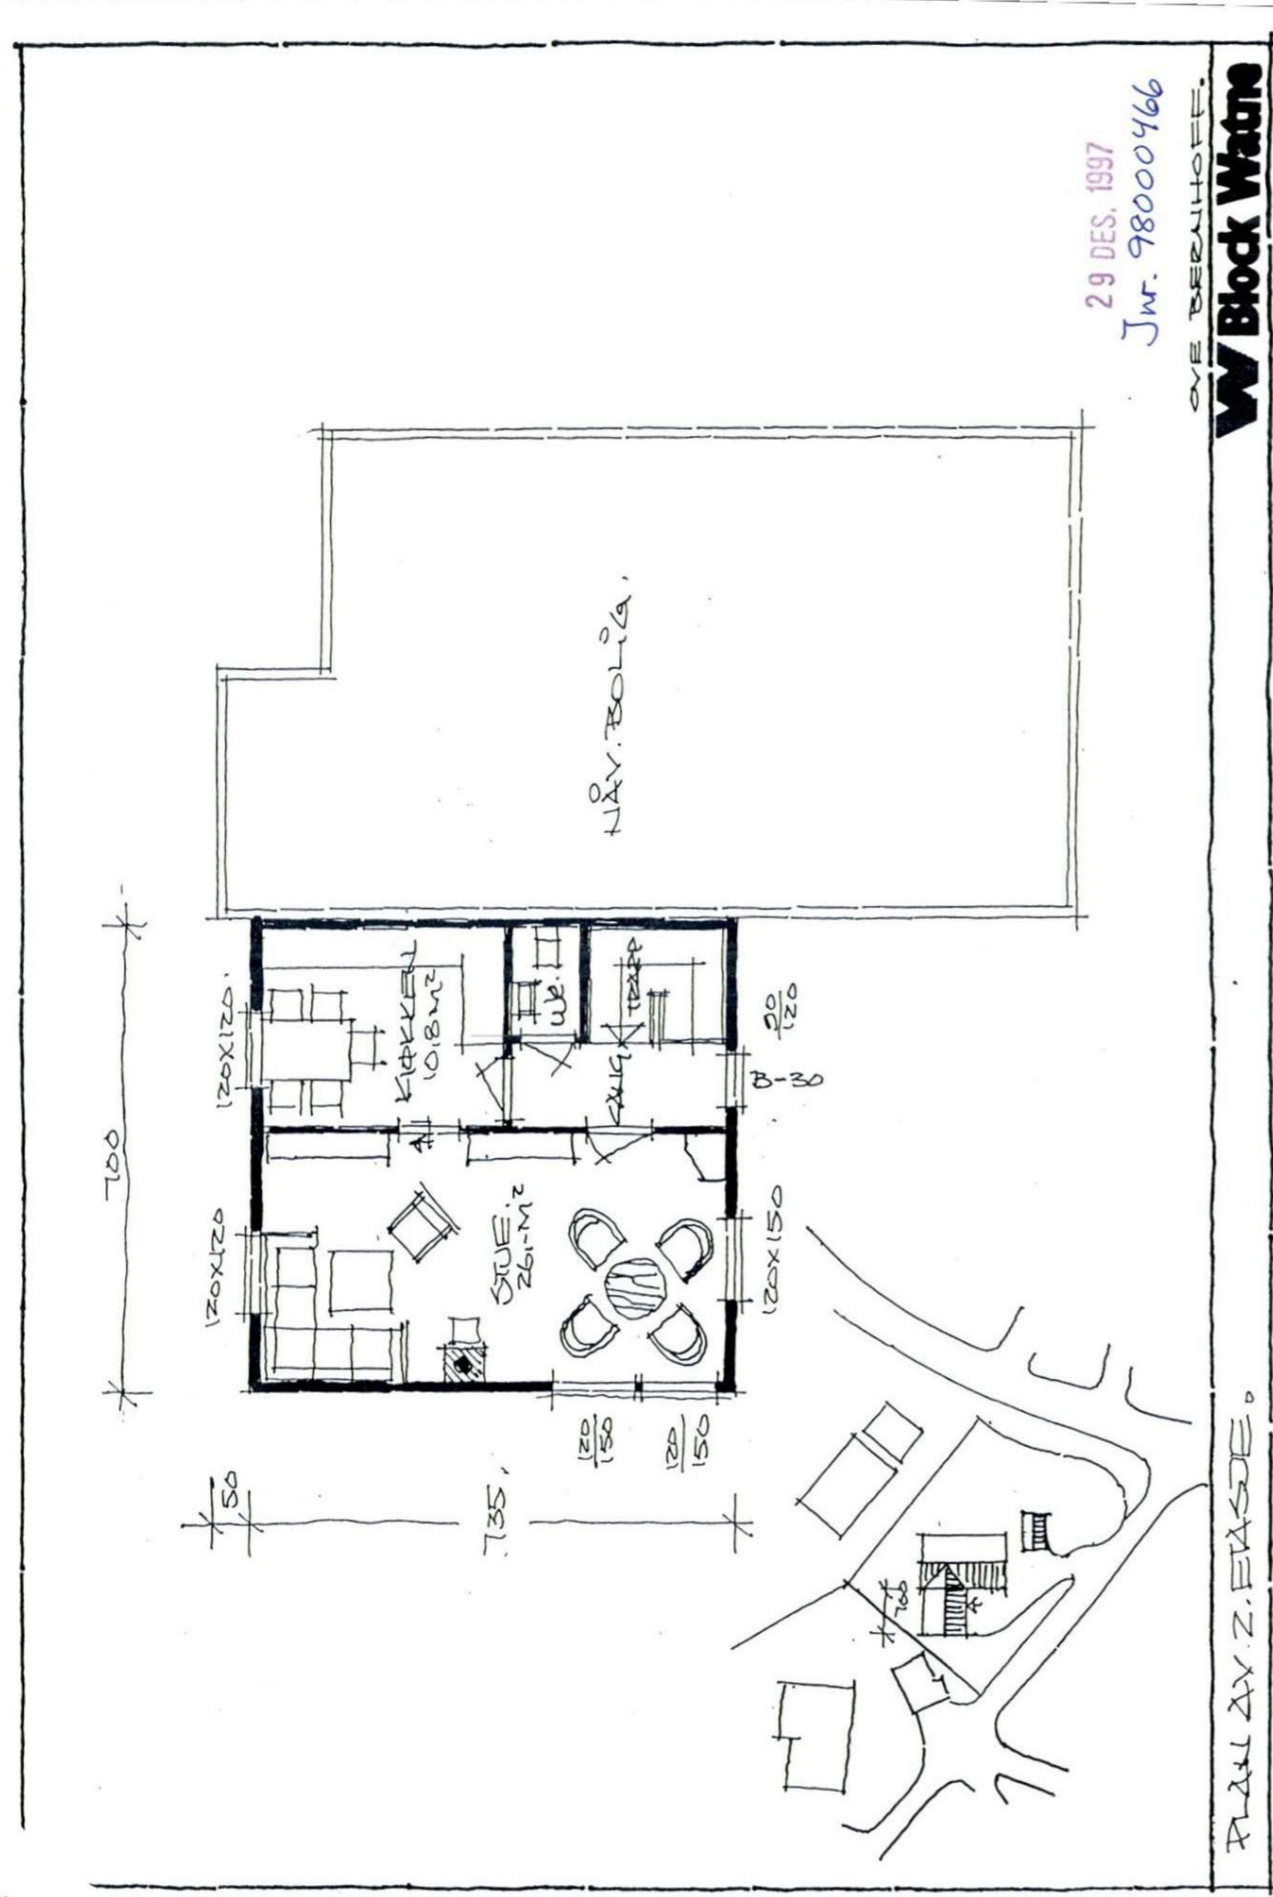 29 DES. 1997
Jnr. 98000466
OVE BERNHOFF.
Block Watne
PLAN AV. 2. ETASJE.
700
50
735.
120X120
120X120.
KJØKKEN
10,8 M²
WC.
TRAPP
GANG
STUE.
26,- M²
NÅV. BOLIG.
120
150
120
150
120X150
B-30
90
120
700